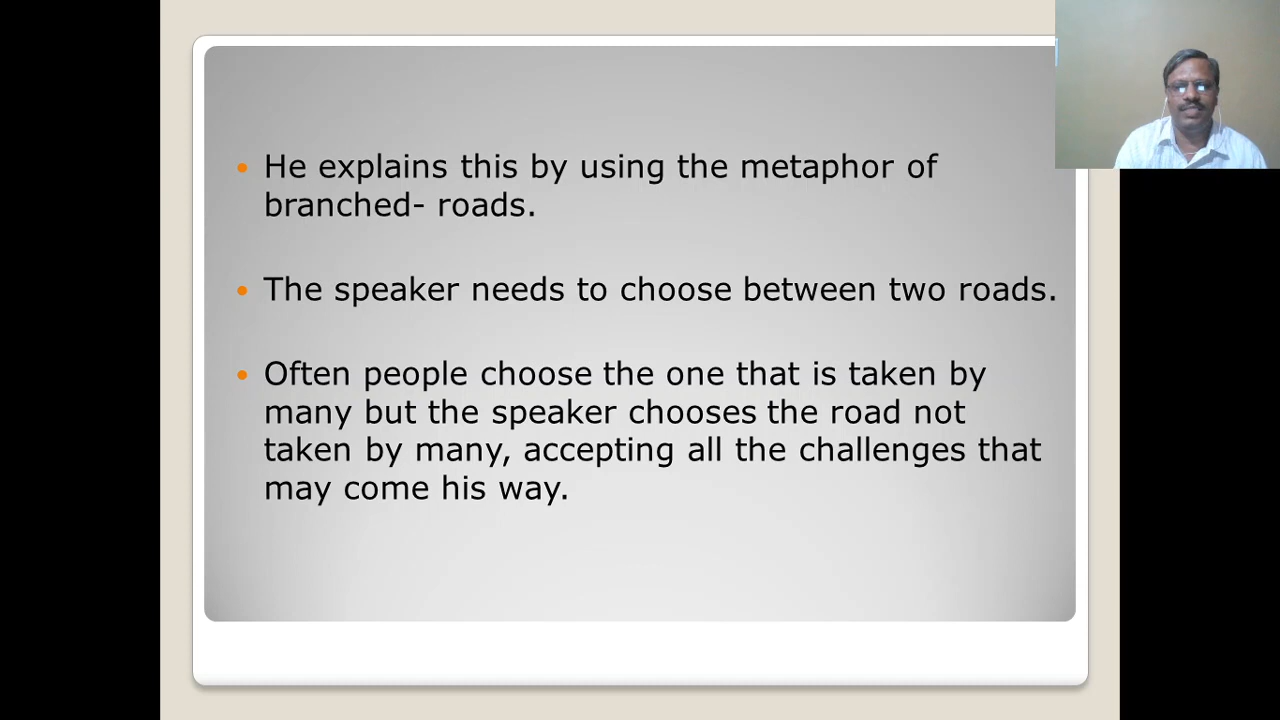 • He explains this by using the metaphor of
branched- roads.
• The speaker needs to choose between two roads.
• Often people choose the one that is taken by
many but the speaker chooses the road not
taken by many, accepting all the challenges that
may come his way.